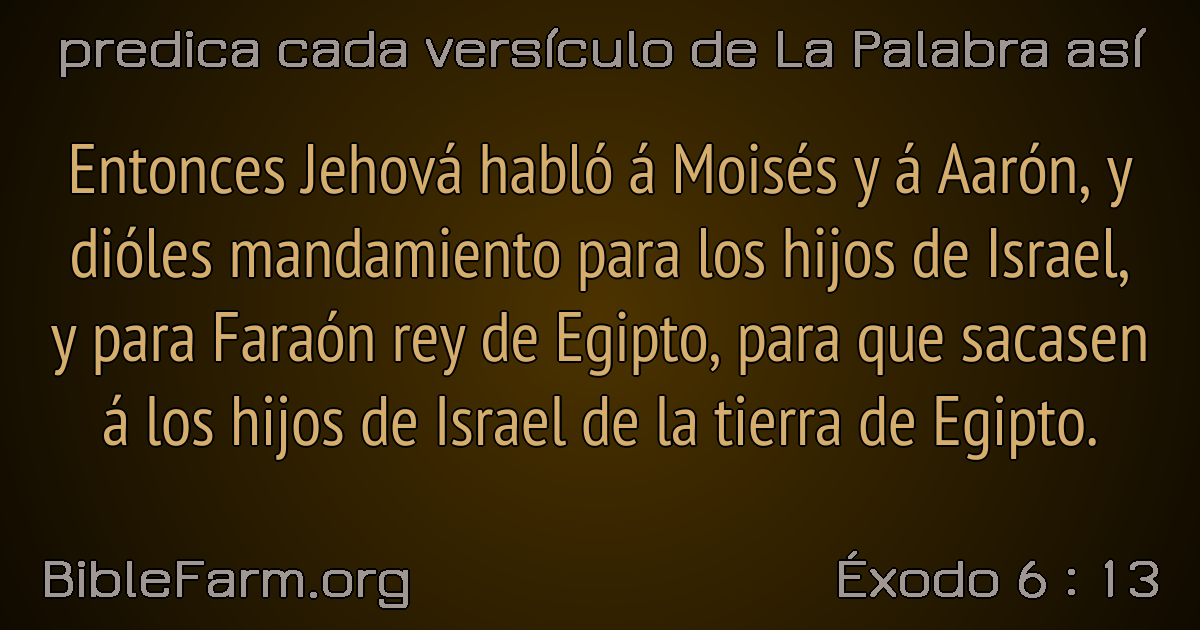 predica cada versículo de La Palabra así
Entonces Jehová habló á Moisés y á Aarón, y
dióles mandamiento para los hijos de Israel,
y para Faraón rey de Egipto, para que sacasen
á los hijos de Israel de la tierra de Egipto.
BibleFarm.org
Éxodo 6 : 13